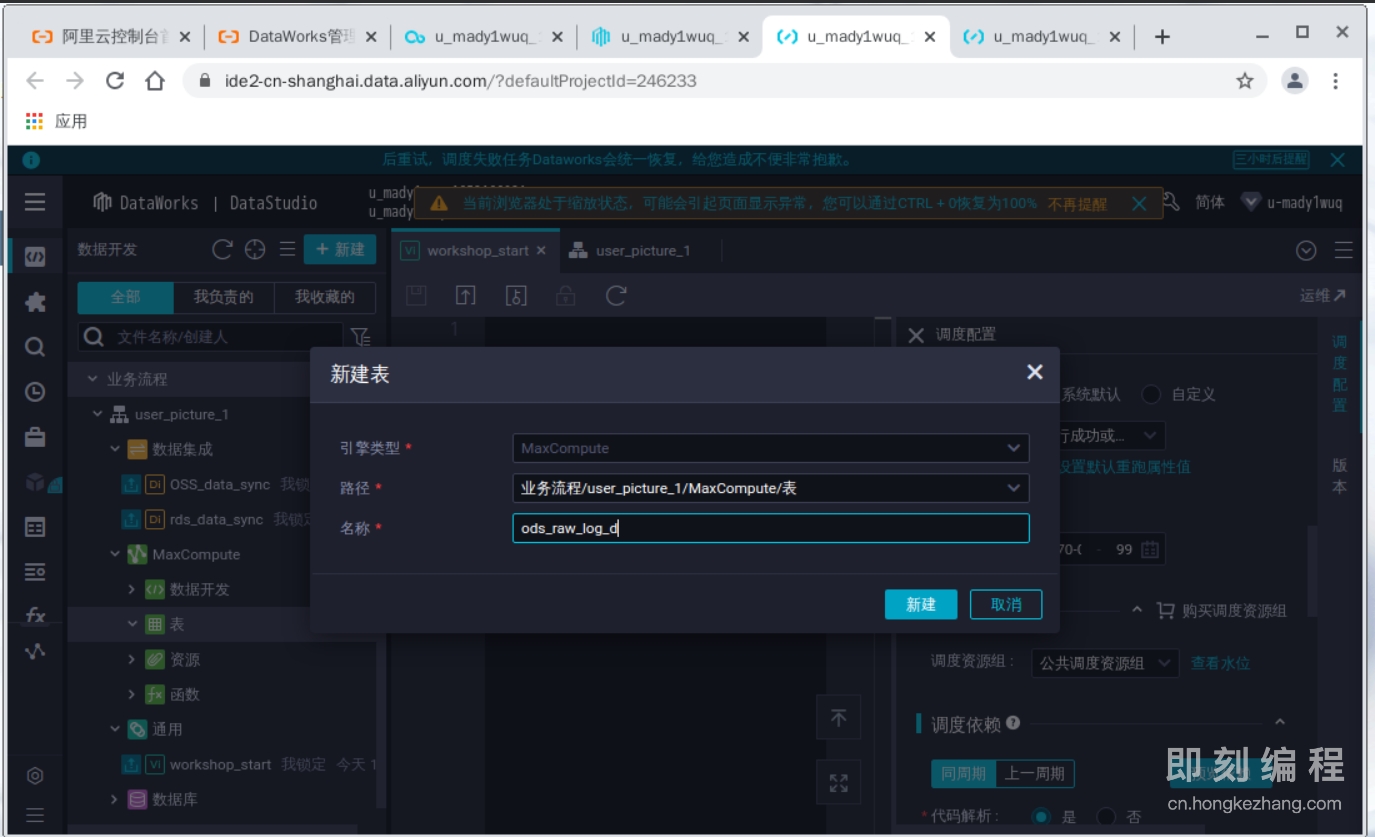 阿里云控制台
DataWorks管理
u_mady1wuq_
u_mady1wuq_
u_mady1wuq_
u_mady1wuq_
ide2-cn-shanghai.data.aliyun.com/?defaultProjectId=246233
应用
后重试，调度失败任务Dataworks会统一恢复，给您造成不便非常抱歉。
三小时后提醒
DataWorks | DataStudio
u_mady
u_mady
当前浏览器处于缩放状态，可能会引起页面显示异常，您可以通过CTRL + 0恢复为100% 不再提醒
简体
u-mady1wuq
数据开发
+ 新建
workshop_start
user_picture_1
全部 我负责的 我收藏的
运维
文件名称/创建人
1
调度配置
调度配置
版本
业务流程
user_picture_1
数据集成
Di OSS_data_sync 我锁
Di rds_data_sync 我锁定
MaxCompute
数据开发
表
资源
函数
通用
Vi workshop_start 我锁定 今天 1
数据库
新建表
引擎类型 *
MaxCompute
路径 *
业务流程/user_picture_1/MaxCompute/表
名称 *
ods_raw_log_d
新建 取消
系统默认 自定义
行成功或...
设置默认重跑属性值
70-0 - 99
购买调度资源组
调度资源组：
公共调度资源组
查看水位
调度依赖
同周期 上一周期
* 代码解析： 是 否
即刻编程
cn.hongkezhang.com